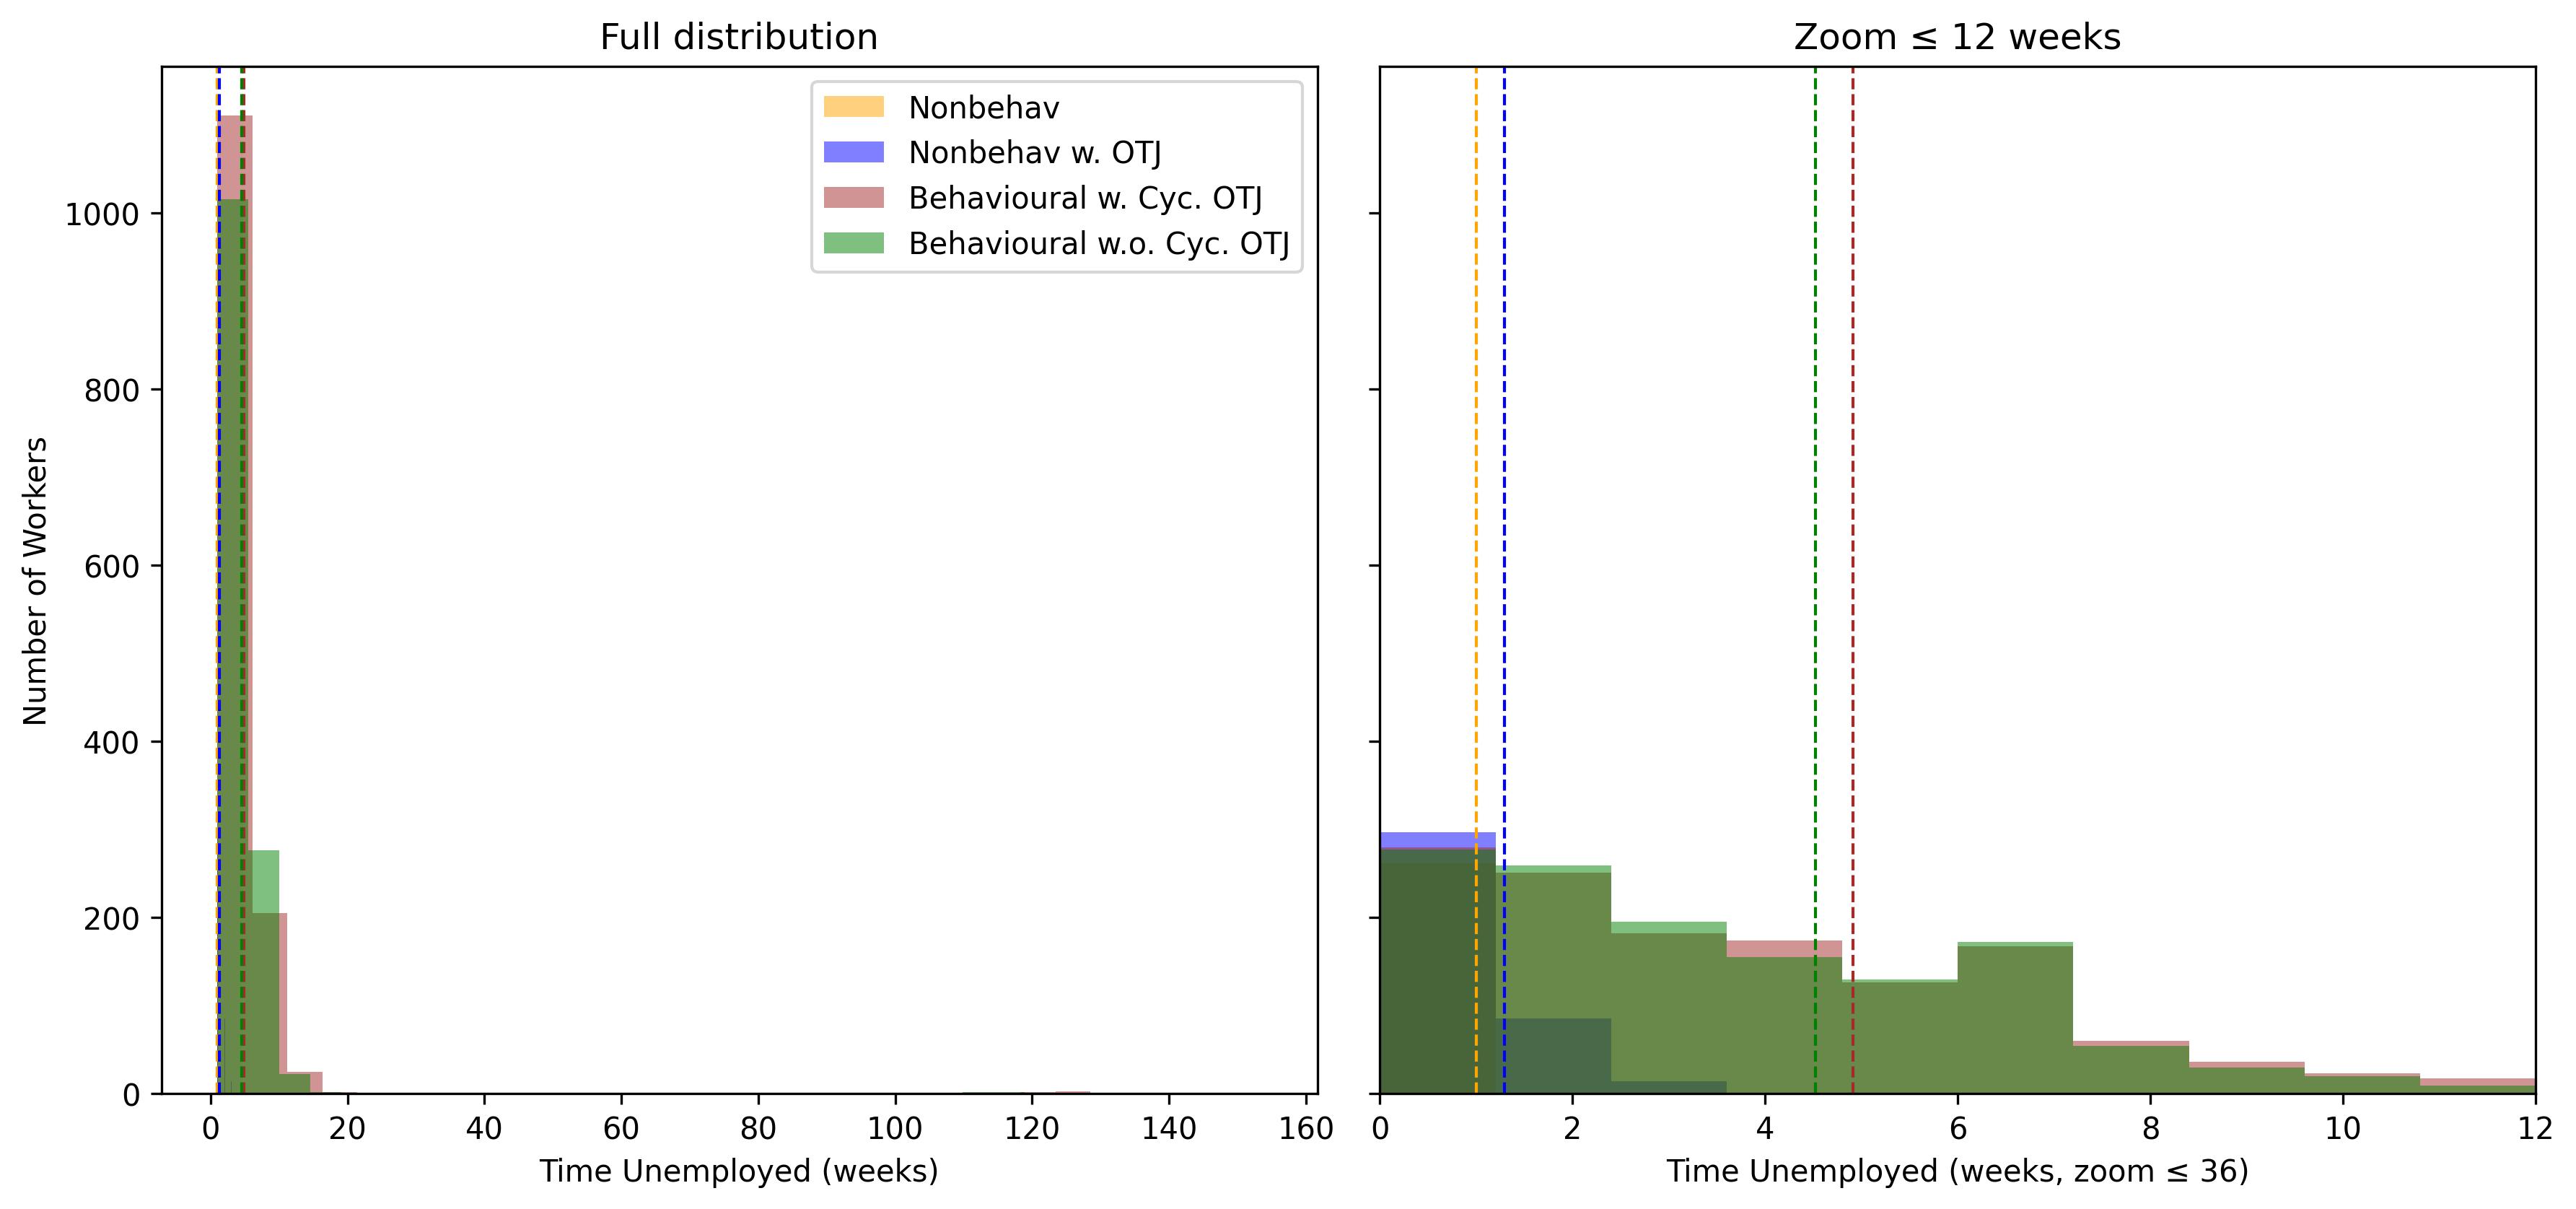 Full distribution
Zoom ≤ 12 weeks
Nonbehav
Nonbehav w. OTJ
Behavioural w. Cyc. OTJ
Behavioural w.o. Cyc. OTJ
Number of Workers
1000
800
600
400
200
0
0 20 40 60 80 100 120 140 160
0 2 4 6 8 10 12
Time Unemployed (weeks)
Time Unemployed (weeks, zoom ≤ 36)